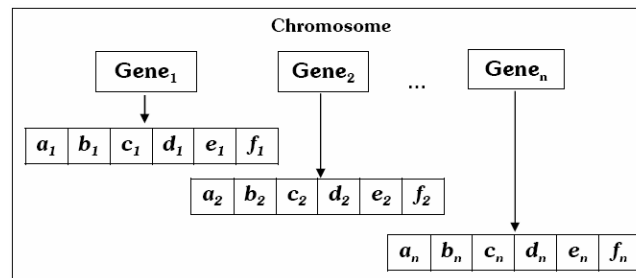 Chromosome
Gene₁ Gene₂ ... Geneₙ
a₁ b₁ c₁ d₁ e₁ f₁
a₂ b₂ c₂ d₂ e₂ f₂
aₙ bₙ cₙ dₙ eₙ fₙ